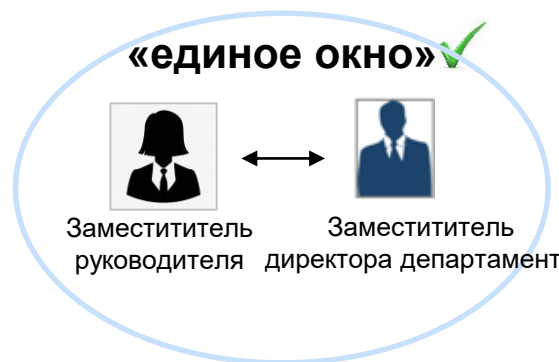 «единое окно»
Заместититель
руководителя
Заместититель
директора департамент